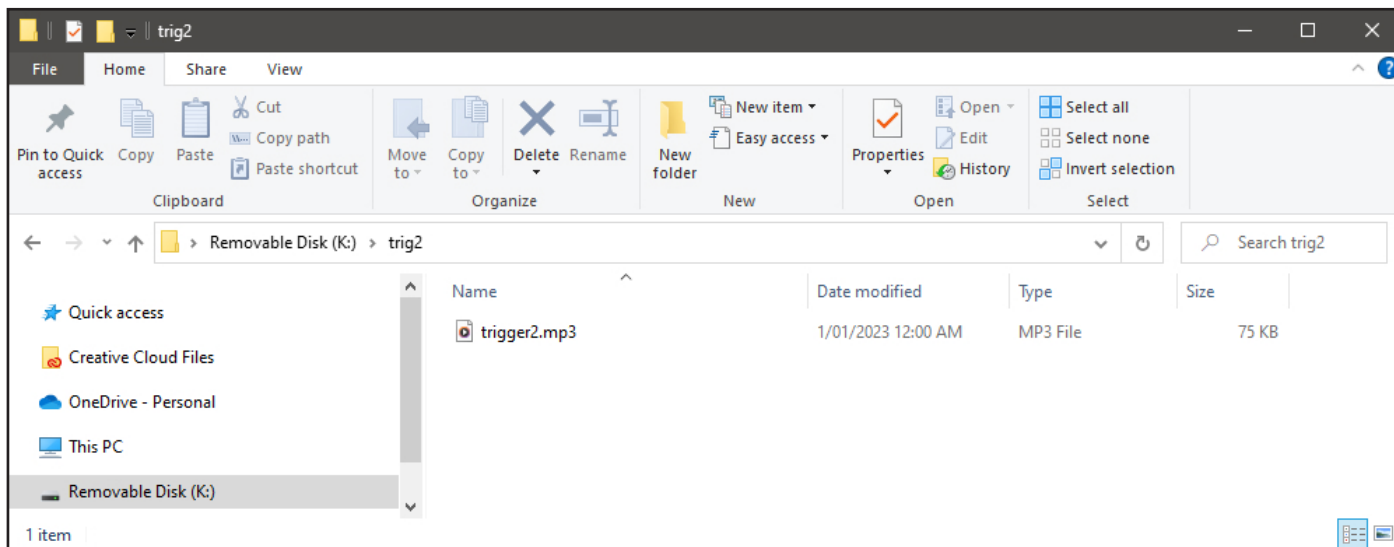 trig2
File Home Share View
Pin to Quick access
Copy
Paste
Cut
Copy path
Paste shortcut
Clipboard
Move to
Copy to
Delete
Rename
Organize
New folder
New item
Easy access
New
Properties
Open
Edit
History
Open
Select all
Select none
Invert selection
Select
Removable Disk (K:) > trig2
Search trig2
Quick access
Creative Cloud Files
OneDrive - Personal
This PC
Removable Disk (K:)
Name Date modified Type Size
trigger2.mp3 1/01/2023 12:00 AM MP3 File 75 KB
1 item